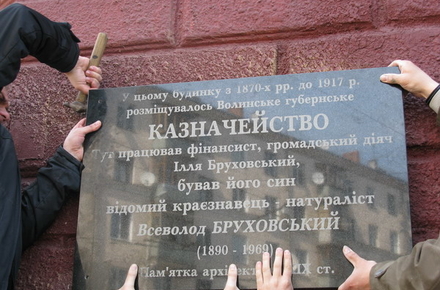 У цьому будинку з 1870-х рр. до 1917 р.
розміщувалось Волинське губернське
КАЗНАЧЕЙСТВО
працював фінансист, громадський діяч
Ілля Бруховський,
бував його син
відомий краєзнавець - натураліст
Всеволод БРУХОВСЬКИЙ
(1890 - 1969)
Пам'ятка ст.